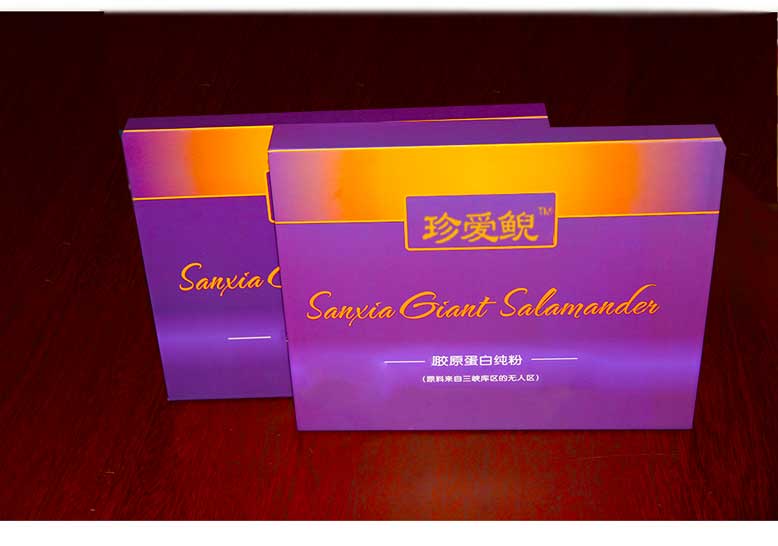 珍爱鲵™
Sanxia Giant Salamander
胶原蛋白纯粉
(原料来自三峡库区的无人区)
Sanxia G